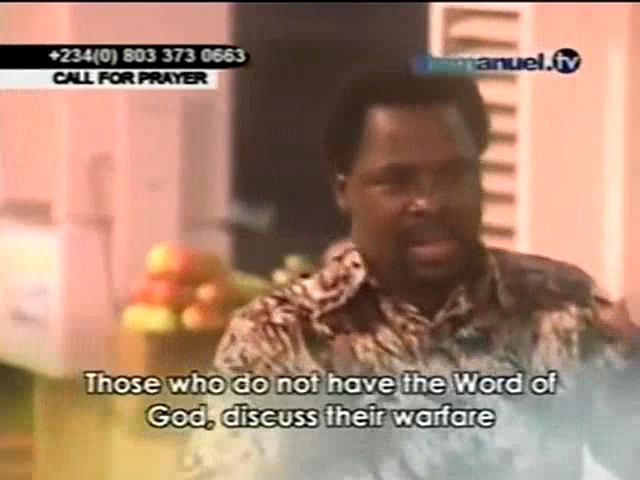 +234(0) 803 373 0663
CALL FOR PRAYER
emmanuel.tv
Those who do not have the Word of
God, discuss their warfare